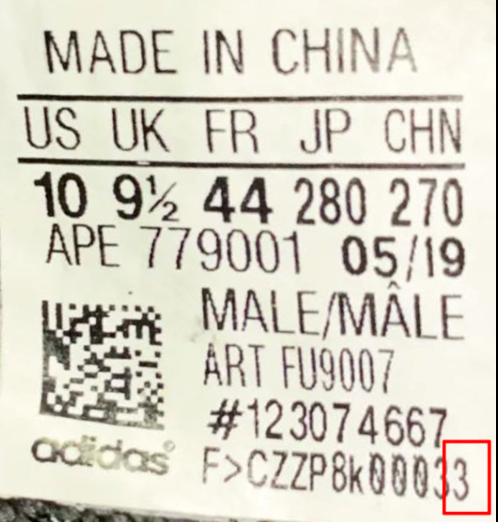 MADE IN CHINA
US UK FR JP CHN
10 9½ 44 280 270
APE 779001 05/19
MALE/MÂLE
ART FU9007
#123074667
adidas® F>CZZP8k00033